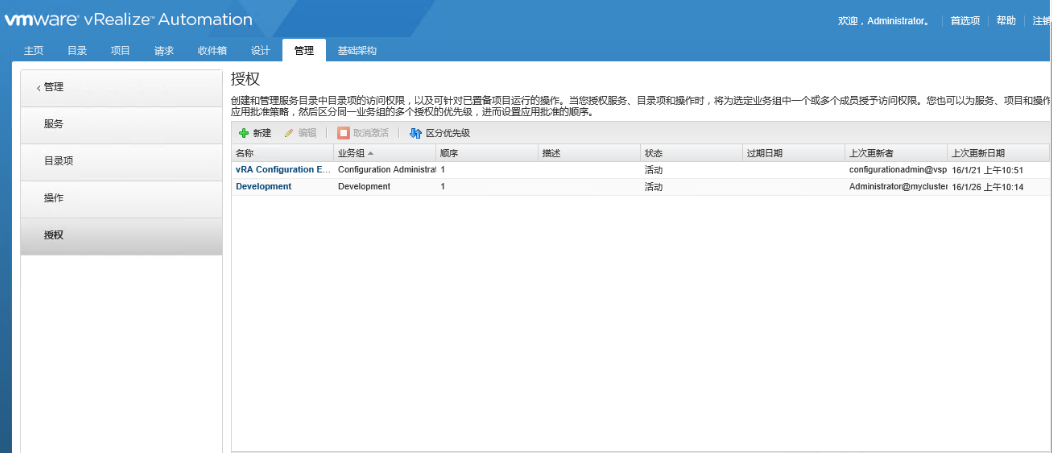 vmware vRealize™ Automation
欢迎，Administrator。 首选项 帮助 注销
主页 目录 项目 请求 收件箱 设计 管理 基础架构
‹ 管理
服务
目录项
操作
授权
授权
创建和管理服务目录中目录项的访问权限，以及可针对已置备项目运行的操作。当您授权服务、目录项和操作时，将为选定业务组中一个或多个成员授予访问权限。您也可以为服务、项目和操作
应用批准策略，然后区分同一业务组的多个授权的优先级，进而设置应用批准的顺序。
新建 编辑 取消激活 区分优先级
名称 业务组 顺序 描述 状态 过期日期 上次更新者 上次更新日期
vRA Configuration E... Configuration Administrat 1 活动 configurationadmin@vsp 16/1/21 上午10:51
Development Development 1 活动 Administrator@mycluster 16/1/26 上午10:14